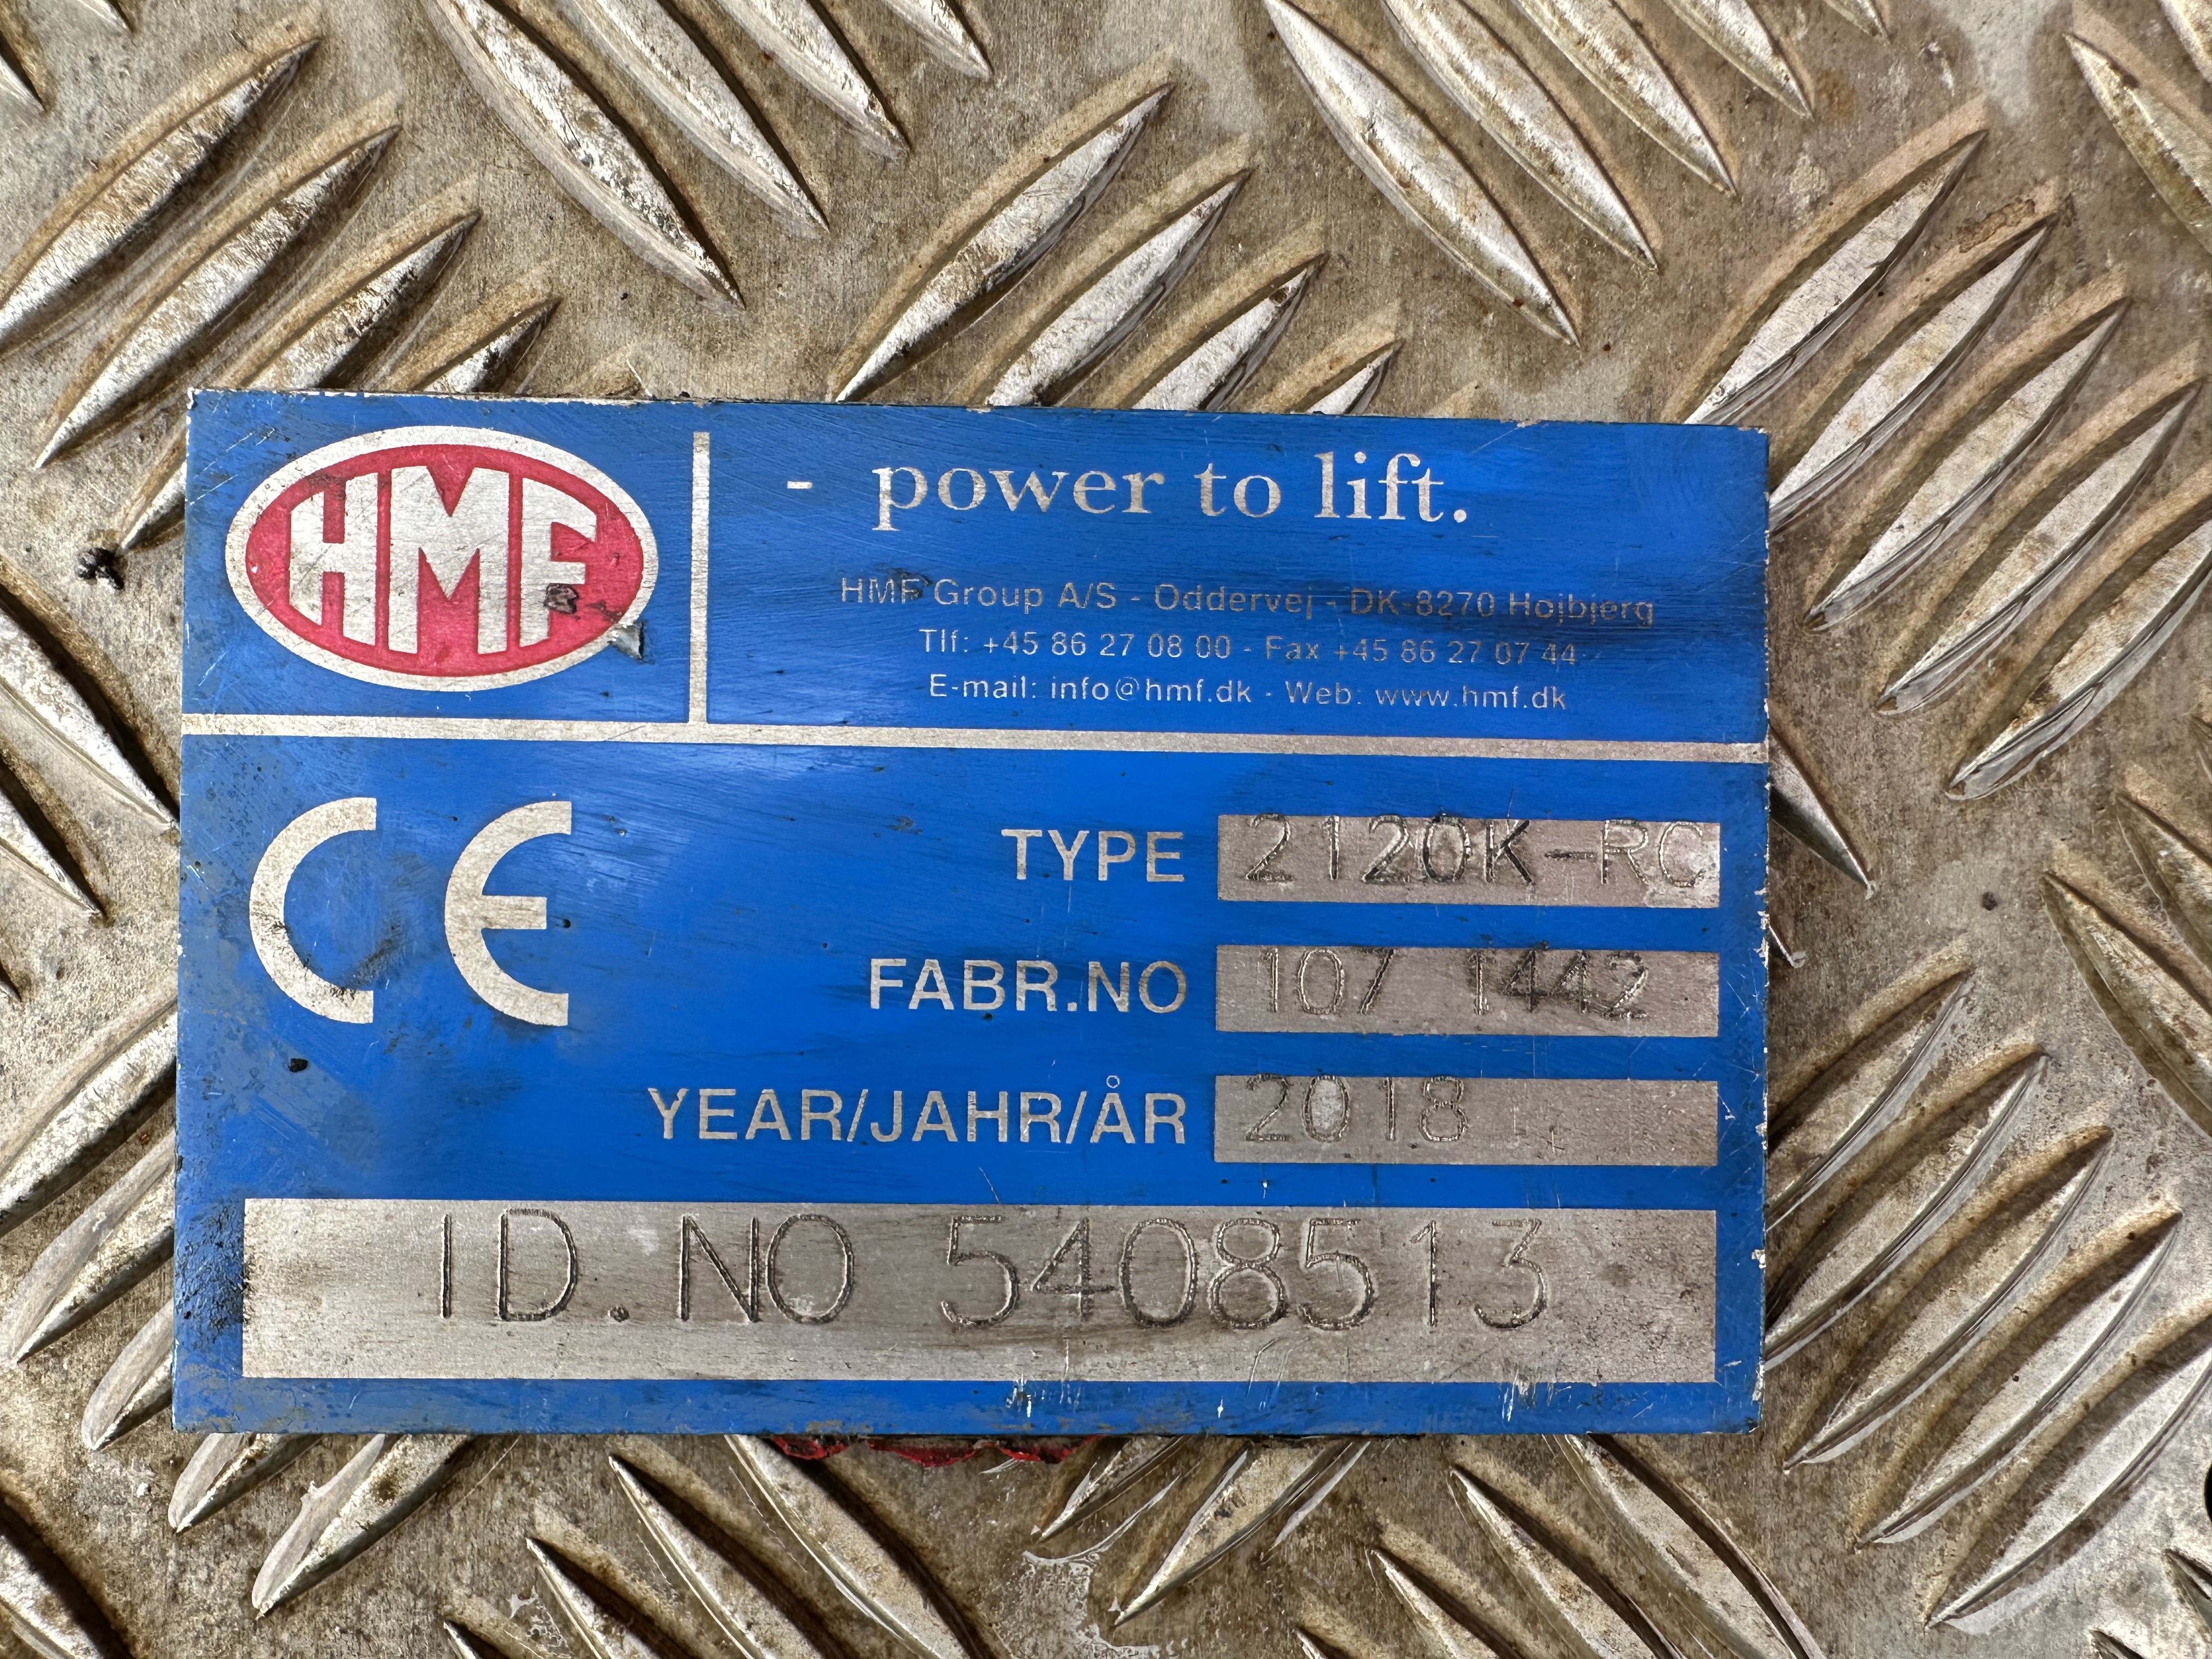 HMF
- power to lift.
HMF Group A/S - Oddervej - DK-8270 Hojbjerg
Tlf: +45 86 27 08 00 - Fax +45 86 27 07 44
E-mail: info@hmf.dk - Web: www.hmf.dk
CE
TYPE 2120K-RC
FABR.NO 107 1442
YEAR/JAHR/ÅR 2018
ID.NO 5408513